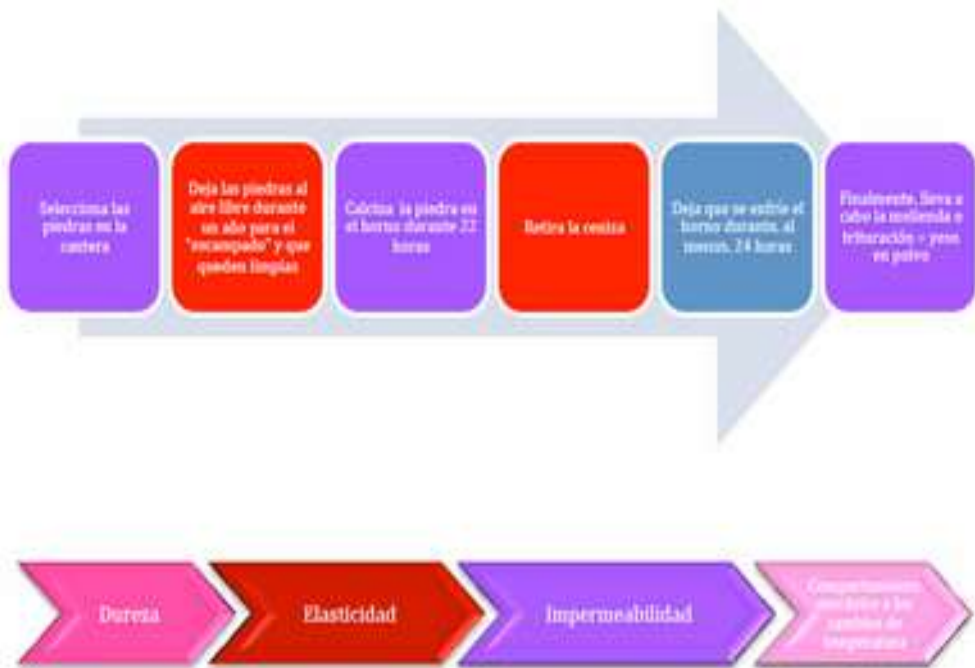 Selecciona las
piedras en la
cantera
Deja las piedras al
aire libre durante
un año para el
"escampado" y que
queden limpias
Calcina la piedra en
el horno durante 22
horas
Retira la ceniza
Deja que se enfríe el
horno durante, al
menos, 24 horas
Finalmente, lleva a
cabo la molienda o
trituración = yeso
en polvo
Dureza
Elasticidad
Impermeabilidad
Comportamiento
a los
cambios de
temperatura